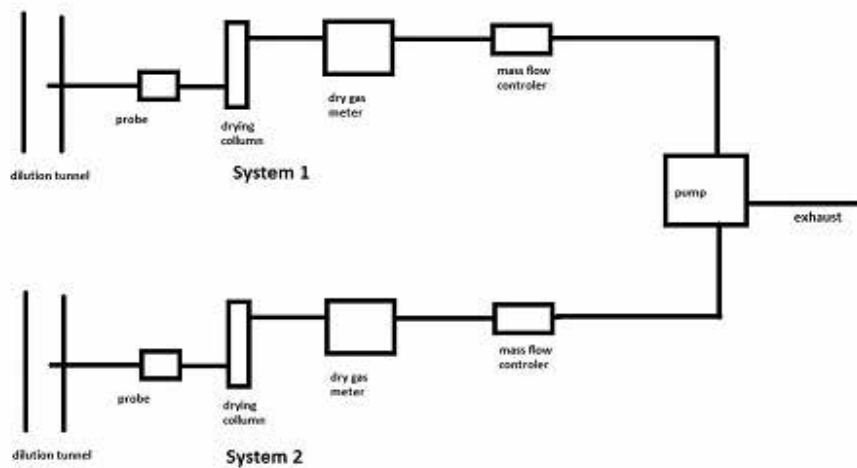 probe
drying
collumn
dry gas
meter
mass flow
controler
dilution tunnel
System 1
pump
exhaust
probe
drying
collumn
dry gas
meter
mass flow
controler
dilution tunnel
System 2